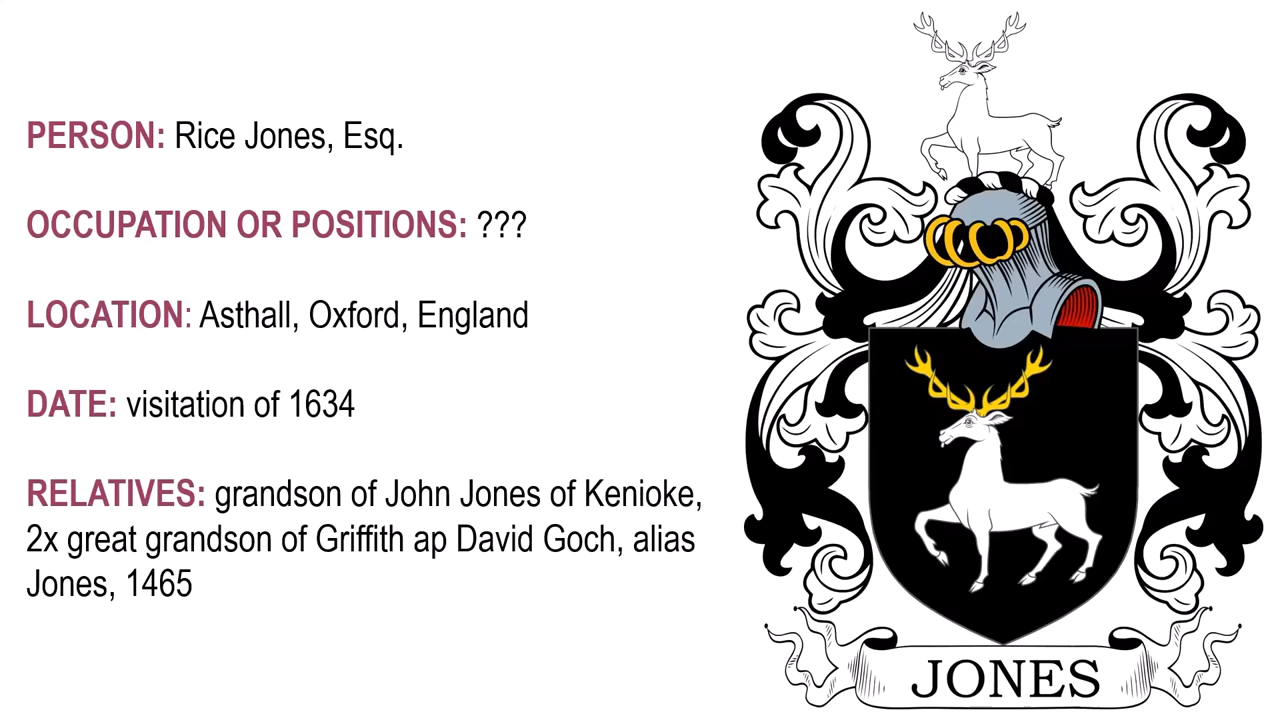 PERSON: Rice Jones, Esq.
OCCUPATION OR POSITIONS: ???
LOCATION: Asthall, Oxford, England
DATE: visitation of 1634
RELATIVES: grandson of John Jones of Kenioke,
2x great grandson of Griffith ap David Goch, alias
Jones, 1465
JONES